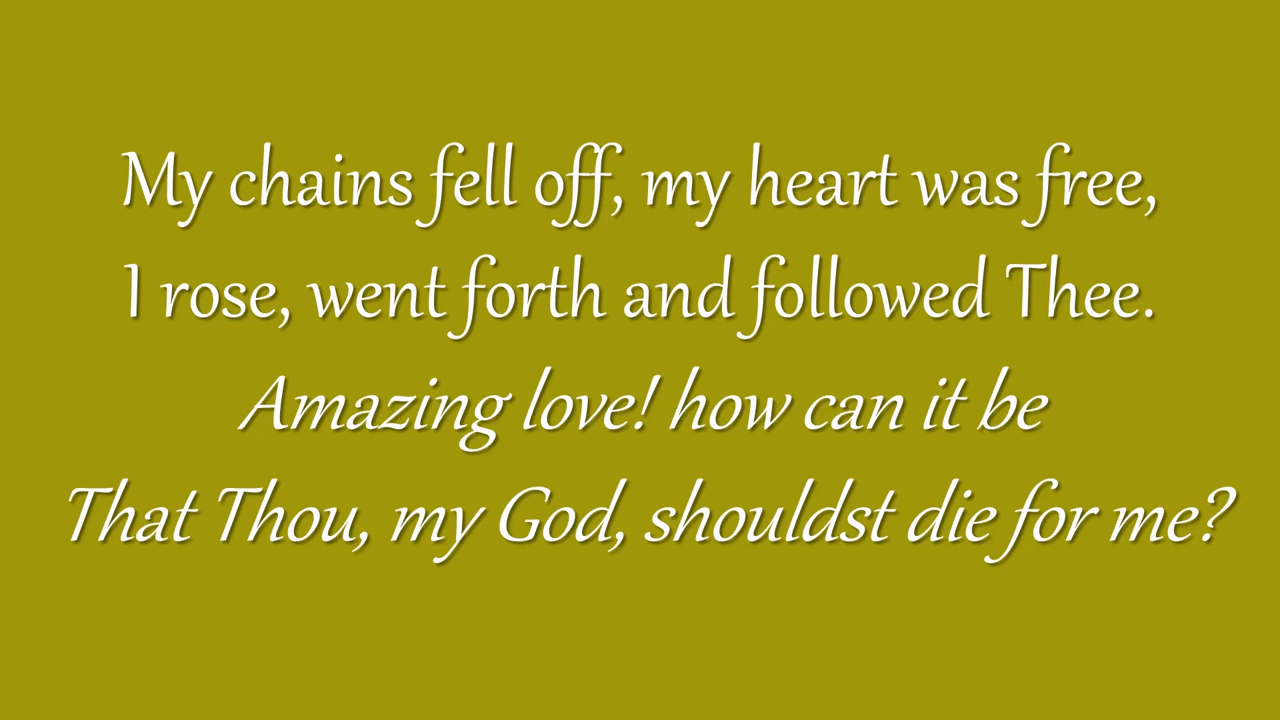 My chains fell off, my heart was free,
I rose, went forth and followed Thee.
Amazing love! how can it be
That Thou, my God, shouldst die for me?